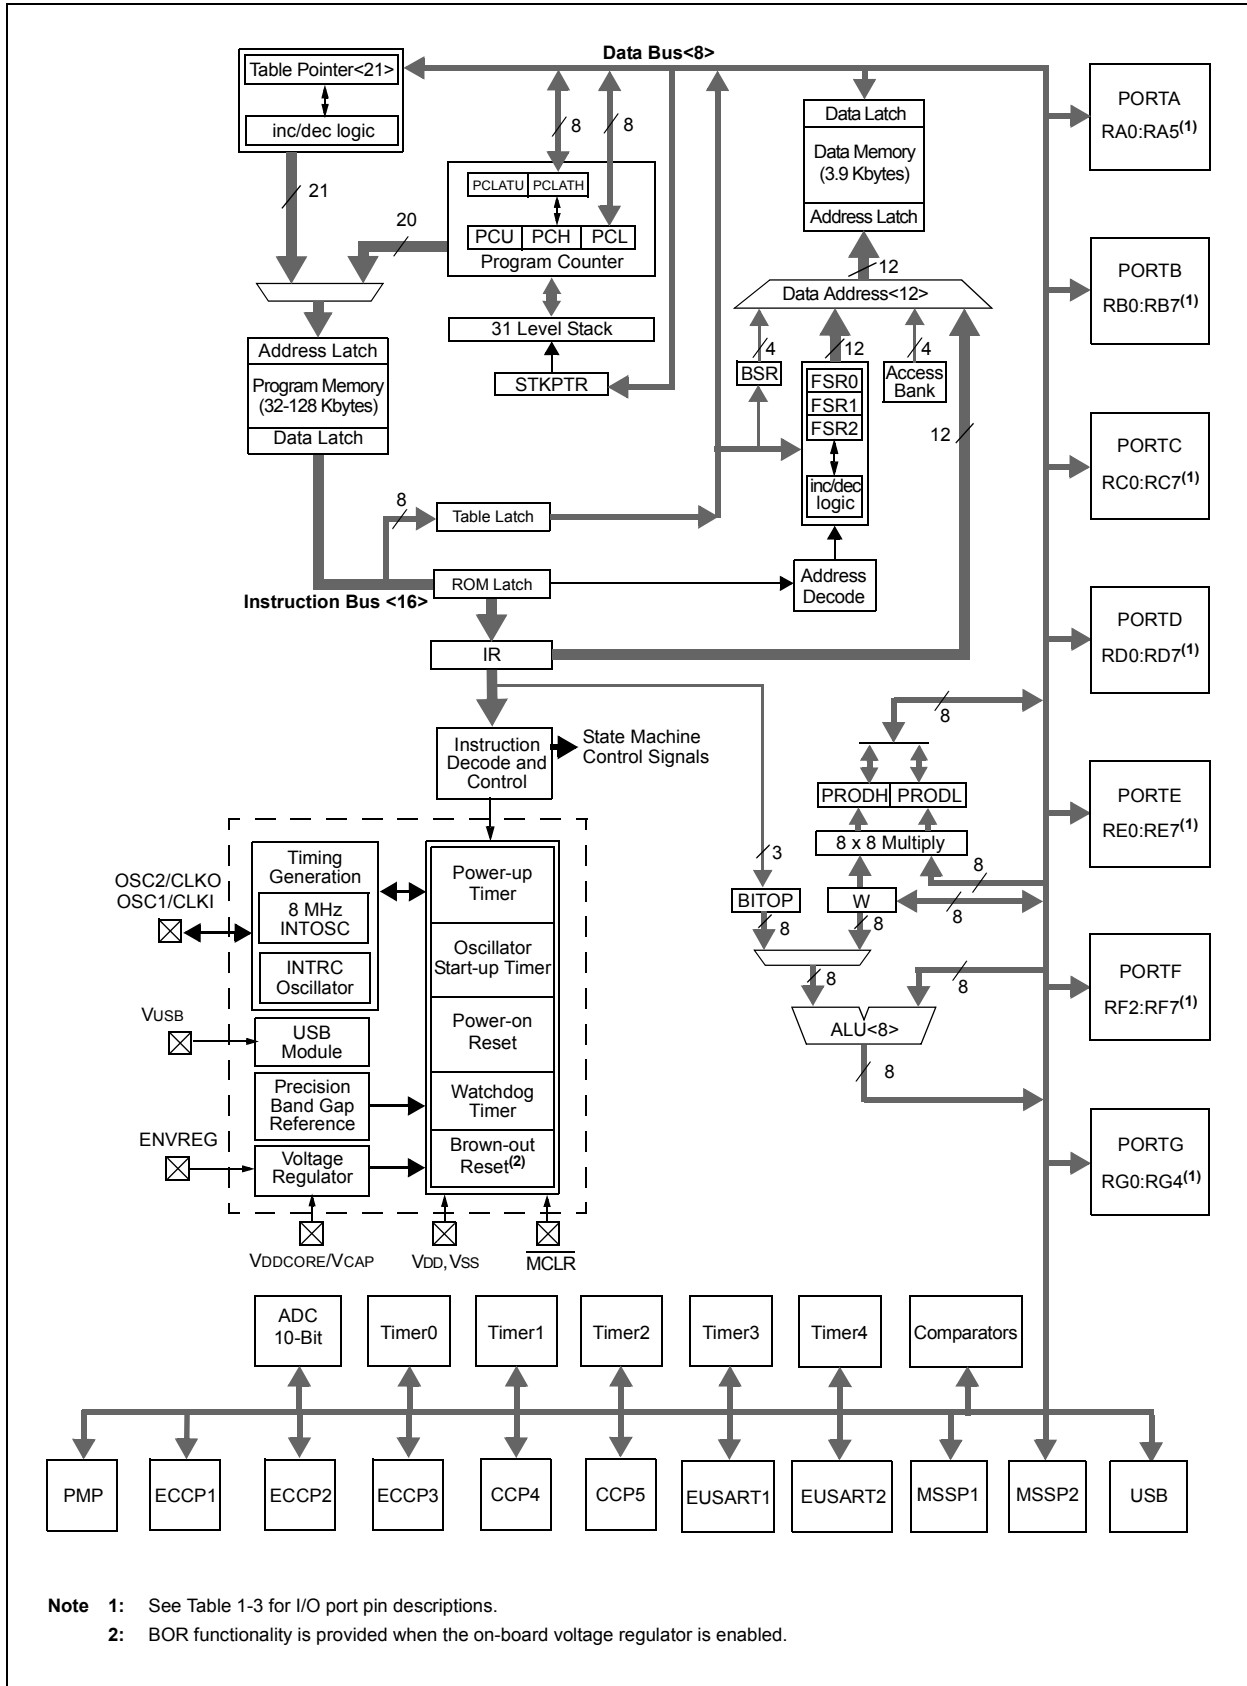 Data Bus<8>
Table Pointer<21>
inc/dec logic
21
8
8
PCLATU PCLATH
PCU PCH PCL
Program Counter
20
31 Level Stack
STKPTR
Address Latch
Program Memory
(32-128 Kbytes)
Data Latch
8
Table Latch
ROM Latch
Instruction Bus <16>
IR
Data Latch
Data Memory
(3.9 Kbytes)
Address Latch
12
Data Address<12>
4
12
4
BSR
FSR0
FSR1
FSR2
inc/dec
logic
Access
Bank
12
Address
Decode
Instruction
Decode and
Control
State Machine
Control Signals
8
PRODH PRODL
8 x 8 Multiply
3
8
BITOP
W
8
8
8
8
8
ALU<8>
8
OSC2/CLKO
OSC1/CLKI
Timing
Generation
8 MHz
INTOSC
INTRC
Oscillator
VUSB
USB
Module
Precision
Band Gap
Reference
ENVREG
Voltage
Regulator
Power-up
Timer
Oscillator
Start-up Timer
Power-on
Reset
Watchdog
Timer
Brown-out
Reset(2)
VDDCORE/VCAP
VDD, VSS
MCLR
PORTA
RA0:RA5(1)
PORTB
RB0:RB7(1)
PORTC
RC0:RC7(1)
PORTD
RD0:RD7(1)
PORTE
RE0:RE7(1)
PORTF
RF2:RF7(1)
PORTG
RG0:RG4(1)
ADC
10-Bit
Timer0
Timer1
Timer2
Timer3
Timer4
Comparators
PMP
ECCP1
ECCP2
ECCP3
CCP4
CCP5
EUSART1
EUSART2
MSSP1
MSSP2
USB
Note 1: See Table 1-3 for I/O port pin descriptions.
2: BOR functionality is provided when the on-board voltage regulator is enabled.